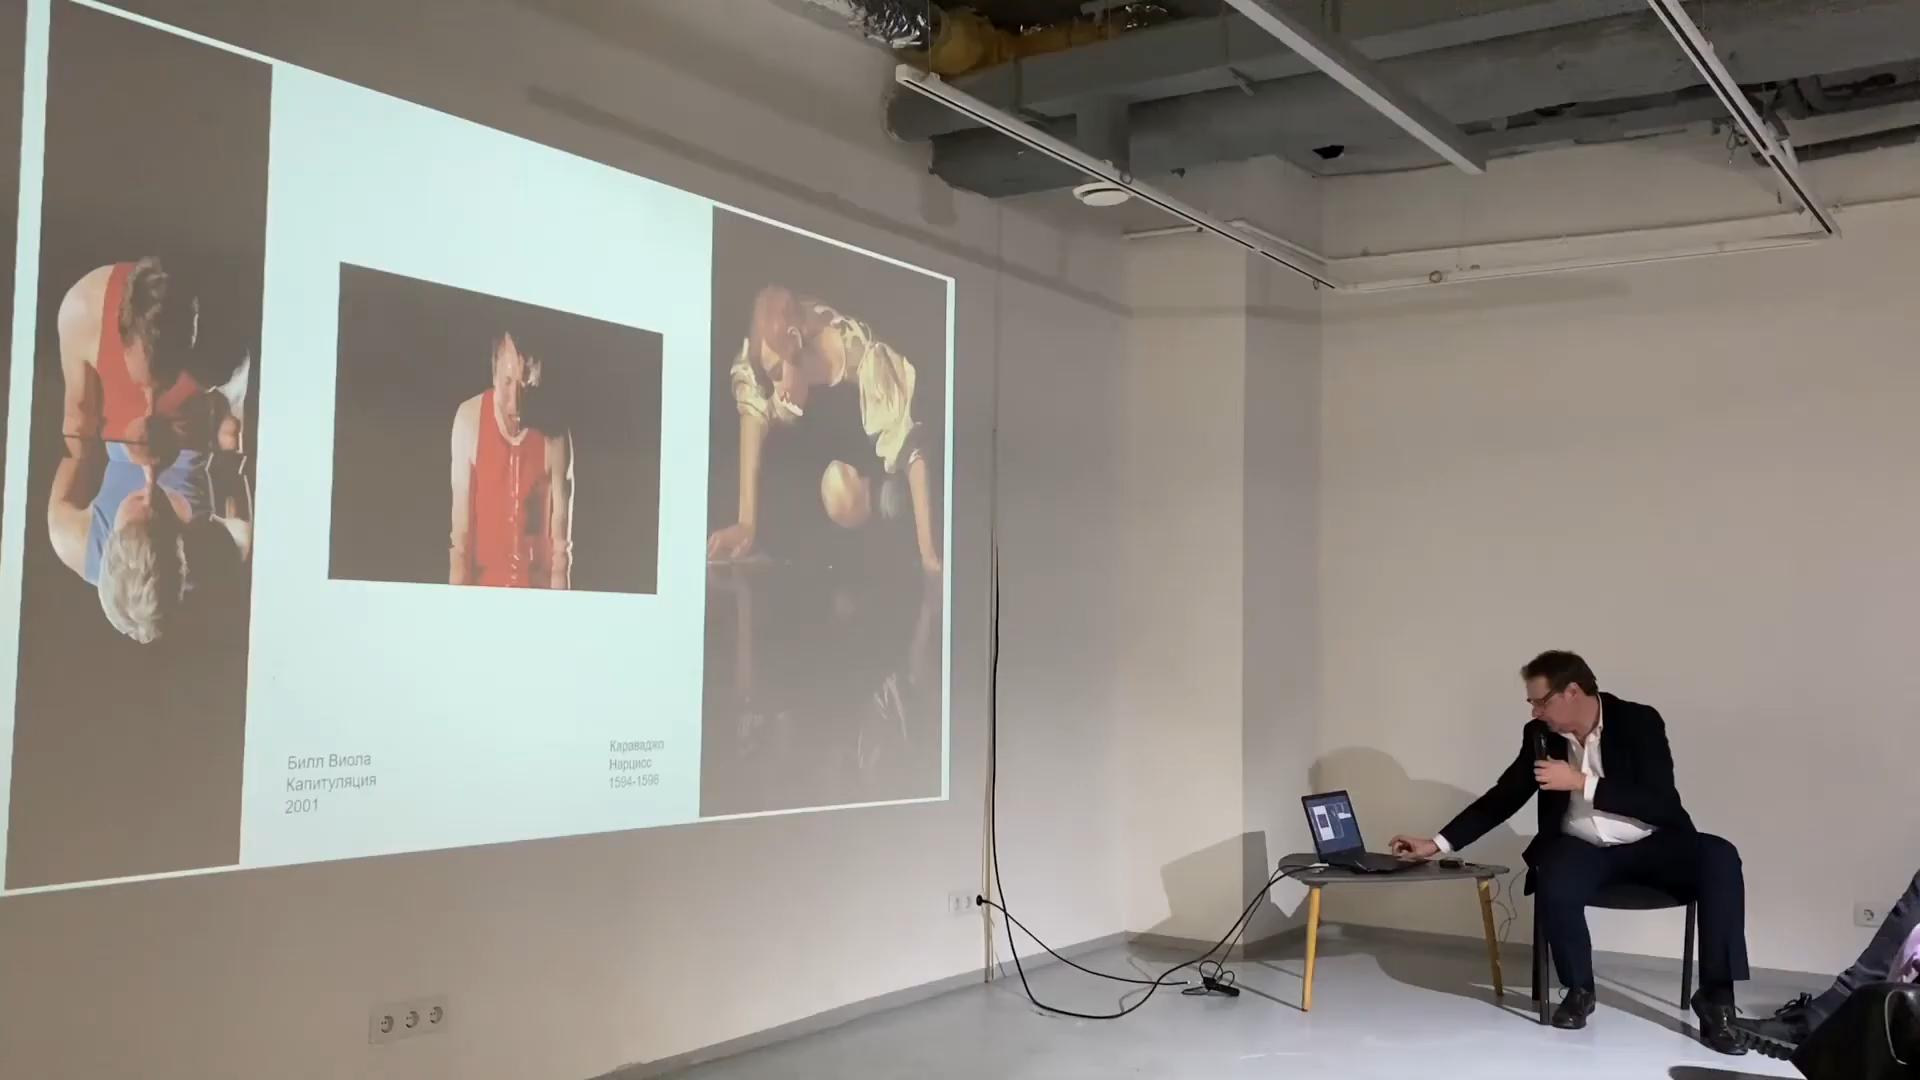 Билл Виола
Капитуляция
2001
Караваджо
Нарцисс
1594-1596